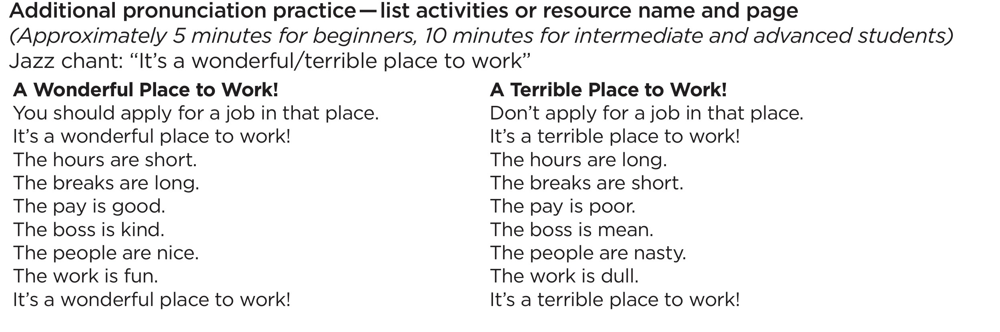 Additional pronunciation practice — list activities or resource name and page
(Approximately 5 minutes for beginners, 10 minutes for intermediate and advanced students)
Jazz chant: “It’s a wonderful/terrible place to work”
A Wonderful Place to Work!
You should apply for a job in that place.
It’s a wonderful place to work!
The hours are short.
The breaks are long.
The pay is good.
The boss is kind.
The people are nice.
The work is fun.
It’s a wonderful place to work!
A Terrible Place to Work!
Don’t apply for a job in that place.
It’s a terrible place to work!
The hours are long.
The breaks are short.
The pay is poor.
The boss is mean.
The people are nasty.
The work is dull.
It’s a terrible place to work!